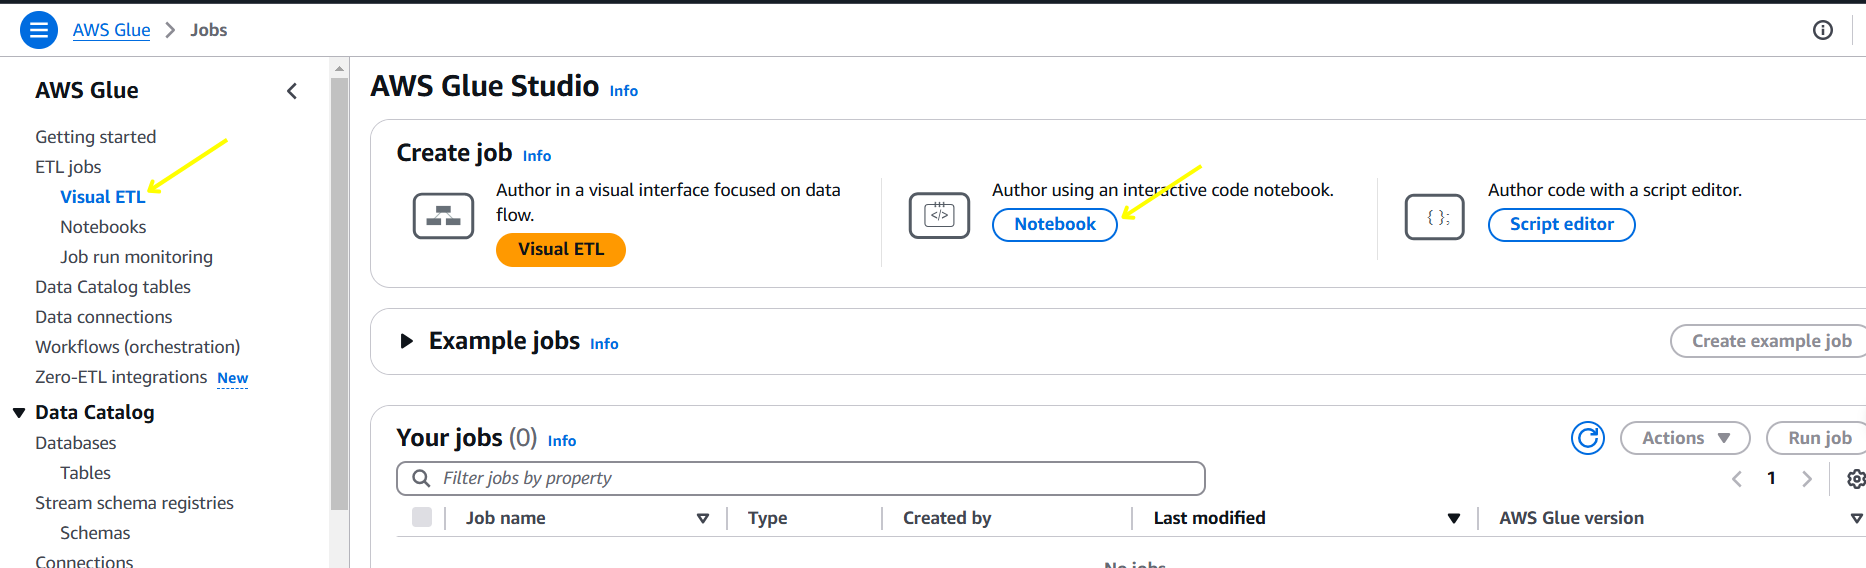 AWS Glue > Jobs
AWS Glue
Getting started
ETL jobs
Visual ETL
Notebooks
Job run monitoring
Data Catalog tables
Data connections
Workflows (orchestration)
Zero-ETL integrations New
Data Catalog
Databases
Tables
Stream schema registries
Schemas
Connections
AWS Glue Studio Info
Create job Info
Author in a visual interface focused on data
flow.
Visual ETL
Author using an interactive code notebook.
Notebook
Author code with a script editor.
Script editor
Example jobs Info
Create example job
Your jobs (0) Info
Actions
Run job
Filter jobs by property
1
Job name Type Created by Last modified AWS Glue version
No jobs